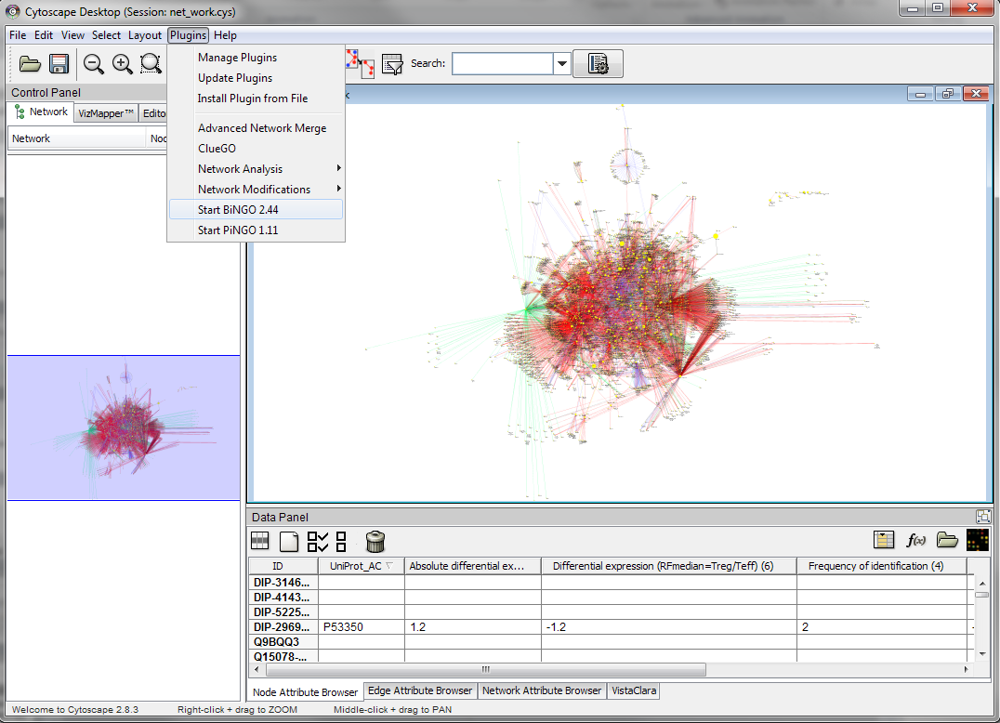 Cytoscape Desktop (Session: net_work.cys)
File Edit View Select Layout Plugins Help
Manage Plugins
Update Plugins
Install Plugin from File
Advanced Network Merge
ClueGO
Network Analysis
Network Modifications
Start BiNGO 2.44
Start PiNGO 1.11
Search:
Control Panel
Network VizMapper™ Edito
Network Noc
Data Panel
ID UniProt_AC Absolute differential ex... Differential expression (RFmedian=Treg/Teff) (6) Frequency of identification (4)
DIP-3146...
DIP-4143...
DIP-5225...
DIP-2969... P53350 1.2 -1.2 2
Q9BQQ3
Q15078-...
Node Attribute Browser Edge Attribute Browser Network Attribute Browser VistaClara
Welcome to Cytoscape 2.8.3 Right-click + drag to ZOOM Middle-click + drag to PAN